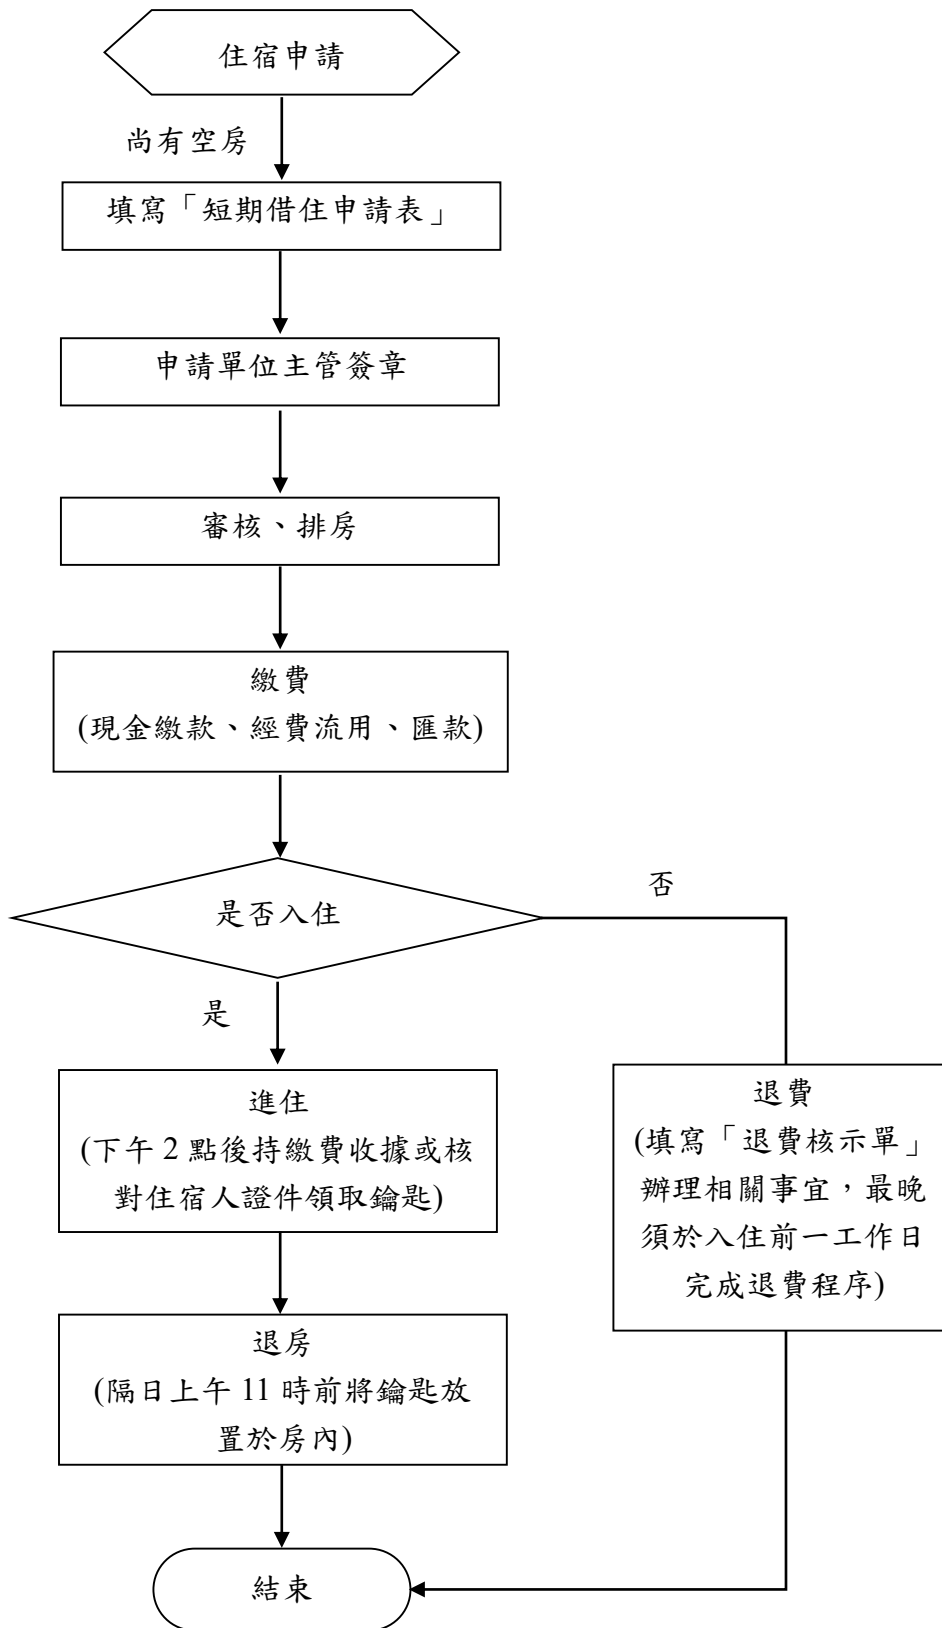 住宿申請
尚有空房
填寫「短期借住申請表」
申請單位主管簽章
審核、排房
繳費
(現金繳款、經費流用、匯款)
是否入住
否
是
進住
(下午 2 點後持繳費收據或核
對住宿人證件領取鑰匙)
退費
(填寫「退費核示單」
辦理相關事宜，最晚
須於入住前一工作日
完成退費程序)
退房
(隔日上午 11 時前將鑰匙放
置於房內)
結束